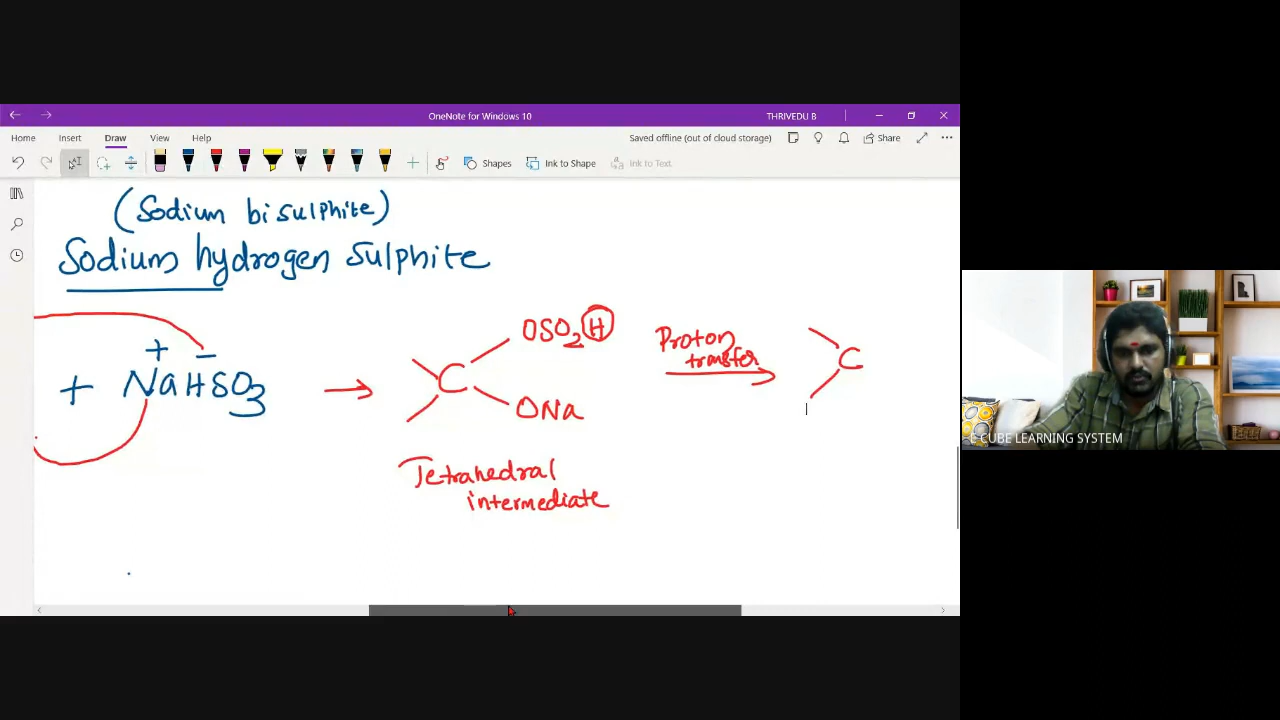 OneNote for Windows 10
THRIVEDU B
Home Insert Draw View Help
Saved offline (out of cloud storage)
Share
Shapes
Ink to Shape
Ink to Text
(Sodium bisulphite)
Sodium hydrogen sulphite
+ Na⁺HSO₃⁻ →
C
OSO₂H
ONa
Proton
transfer
C
Tetrahedral
intermediate
C CUBE LEARNING SYSTEM